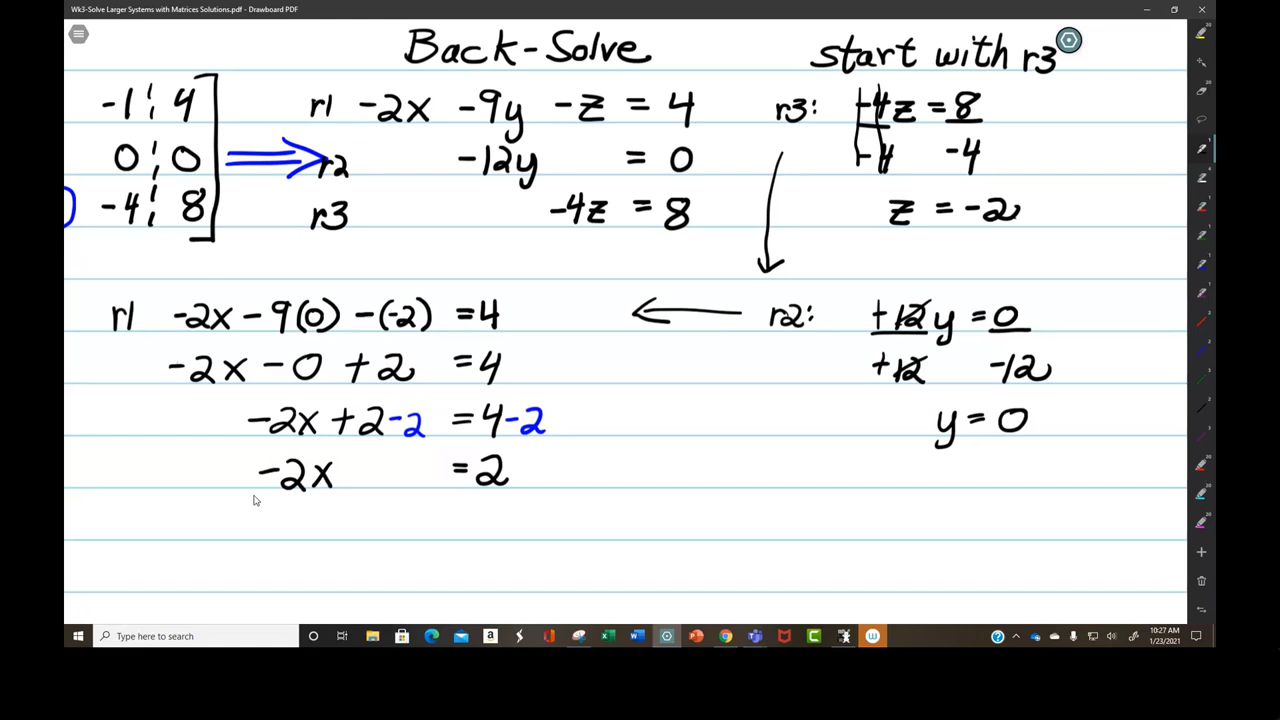 Wk3-Solve Larger Systems with Matrices Solutions.pdf - Drawboard PDF
Back-Solve
start with r3
-1 ¦ 4
0 ¦ 0
-4 ¦ 8
r1 -2x -9y -z = 4
r2 -12y = 0
r3 -4z = 8
r3: -4z = 8
-4 -4
z = -2
r1 -2x - 9(0) - (-2) = 4
-2x - 0 + 2 = 4
-2x + 2 - 2 = 4 - 2
-2x = 2
r2: +12y = 0
+12 -12
y = 0
Type here to search
10:27 AM
1/23/2021